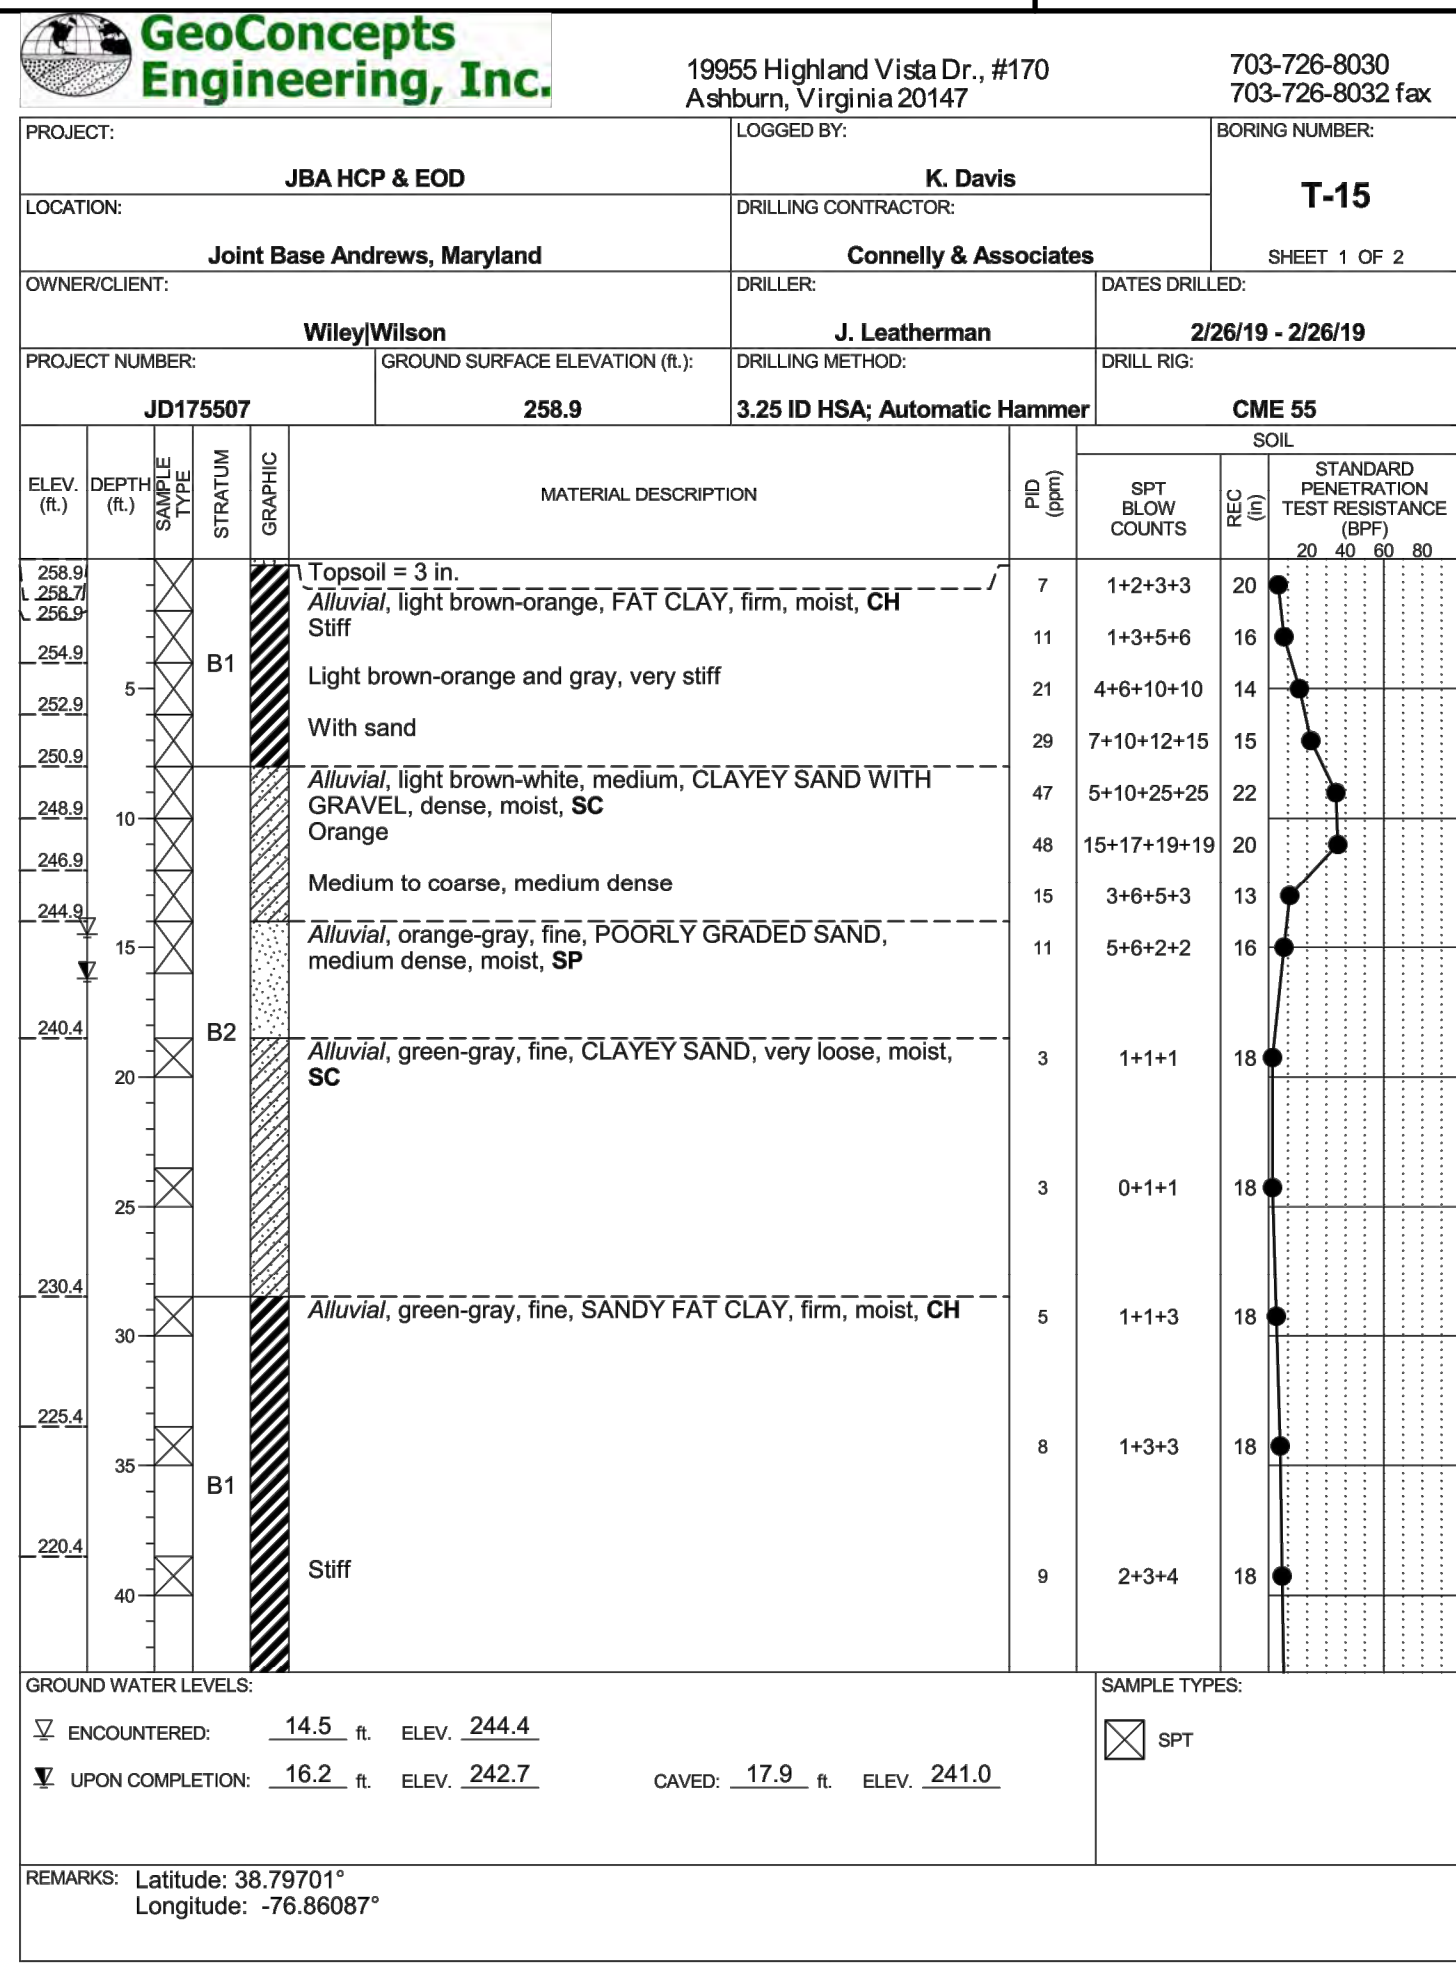 GeoConcepts
Engineering, Inc.
19955 Highland Vista Dr., #170
Ashburn, Virginia 20147
703-726-8030
703-726-8032 fax
PROJECT:
JBA HCP & EOD
LOGGED BY:
K. Davis
BORING NUMBER:
T-15
SHEET 1 OF 2
LOCATION:
Joint Base Andrews, Maryland
DRILLING CONTRACTOR:
Connelly & Associates
OWNER/CLIENT:
Wiley|Wilson
DRILLER:
J. Leatherman
DATES DRILLED:
2/26/19 - 2/26/19
PROJECT NUMBER:
JD175507
GROUND SURFACE ELEVATION (ft.):
258.9
DRILLING METHOD:
3.25 ID HSA; Automatic Hammer
DRILL RIG:
CME 55
ELEV. (ft.)
DEPTH (ft.)
SAMPLE TYPE
STRATUM
GRAPHIC
MATERIAL DESCRIPTION
PID (ppm)
SOIL
SPT BLOW COUNTS
REC (in)
STANDARD PENETRATION TEST RESISTANCE (BPF)
20 40 60 80
258.9 Topsoil = 3 in.
7 1+2+3+3 20
258.7 Alluvial, light brown-orange, FAT CLAY, firm, moist, CH
256.9 Stiff
11 1+3+5+6 16
254.9
B1
Light brown-orange and gray, very stiff
5 21 4+6+10+10 14
252.9
With sand
29 7+10+12+15 15
250.9
Alluvial, light brown-white, medium, CLAYEY SAND WITH
GRAVEL, dense, moist, SC
47 5+10+25+25 22
248.9
10
Orange
48 15+17+19+19 20
246.9
Medium to coarse, medium dense
15 3+6+5+3 13
244.9
Alluvial, orange-gray, fine, POORLY GRADED SAND,
15 11 5+6+2+2 16
medium dense, moist, SP
240.4
B2
Alluvial, green-gray, fine, CLAYEY SAND, very loose, moist,
3 1+1+1 18
SC
20
3 0+1+1 18
25
230.4
Alluvial, green-gray, fine, SANDY FAT CLAY, firm, moist, CH
5 1+1+3 18
30
225.4
8 1+3+3 18
35
B1
220.4
Stiff
9 2+3+4 18
40
GROUND WATER LEVELS:
ENCOUNTERED: 14.5 ft. ELEV. 244.4
UPON COMPLETION: 16.2 ft. ELEV. 242.7 CAVED: 17.9 ft. ELEV. 241.0
SAMPLE TYPES:
SPT
REMARKS: Latitude: 38.79701°
Longitude: -76.86087°